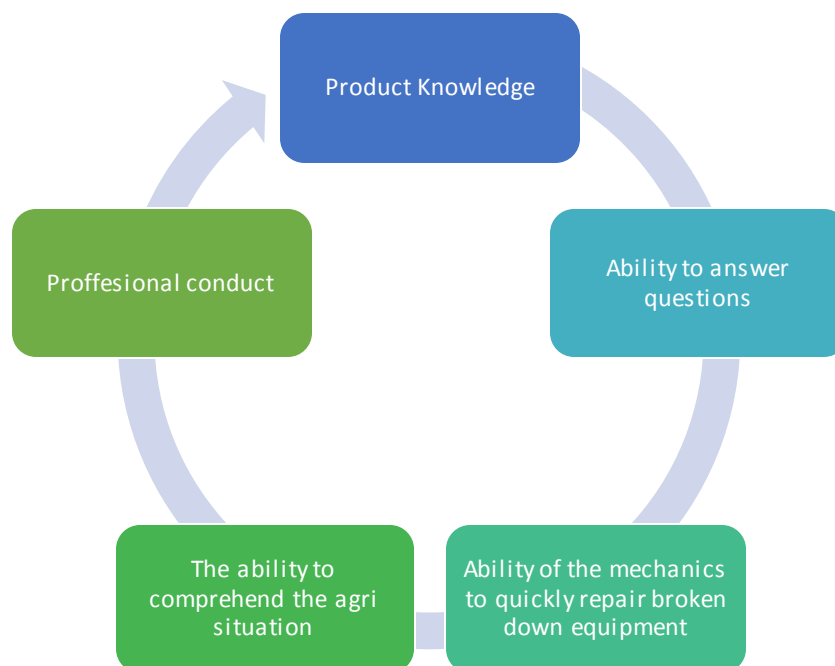 Product Knowledge
Ability to answer
questions
Ability of the mechanics
to quickly repair broken
down equipment
The ability to
comprehend the agri
situation
Proffesional conduct